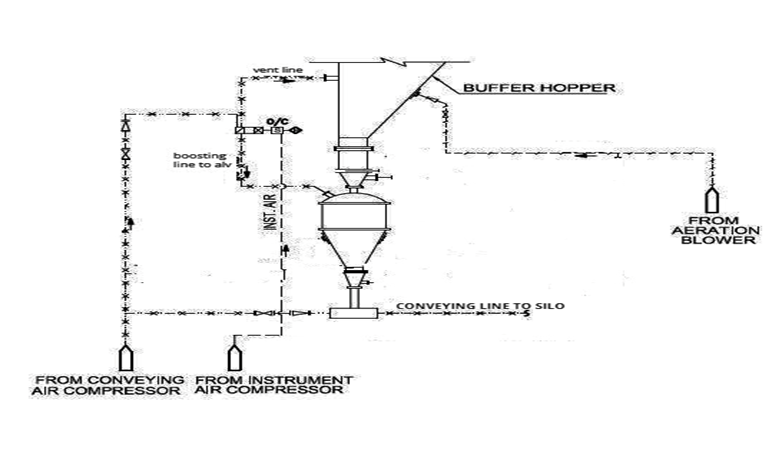 vent line
BUFFER HOPPER
O/C
S
boosting
line to alv
INST. AIR
FROM
AERATION
BLOWER
CONVEYING LINE TO SILO
FROM CONVEYING
AIR COMPRESSOR
FROM INSTRUMENT
AIR COMPRESSOR